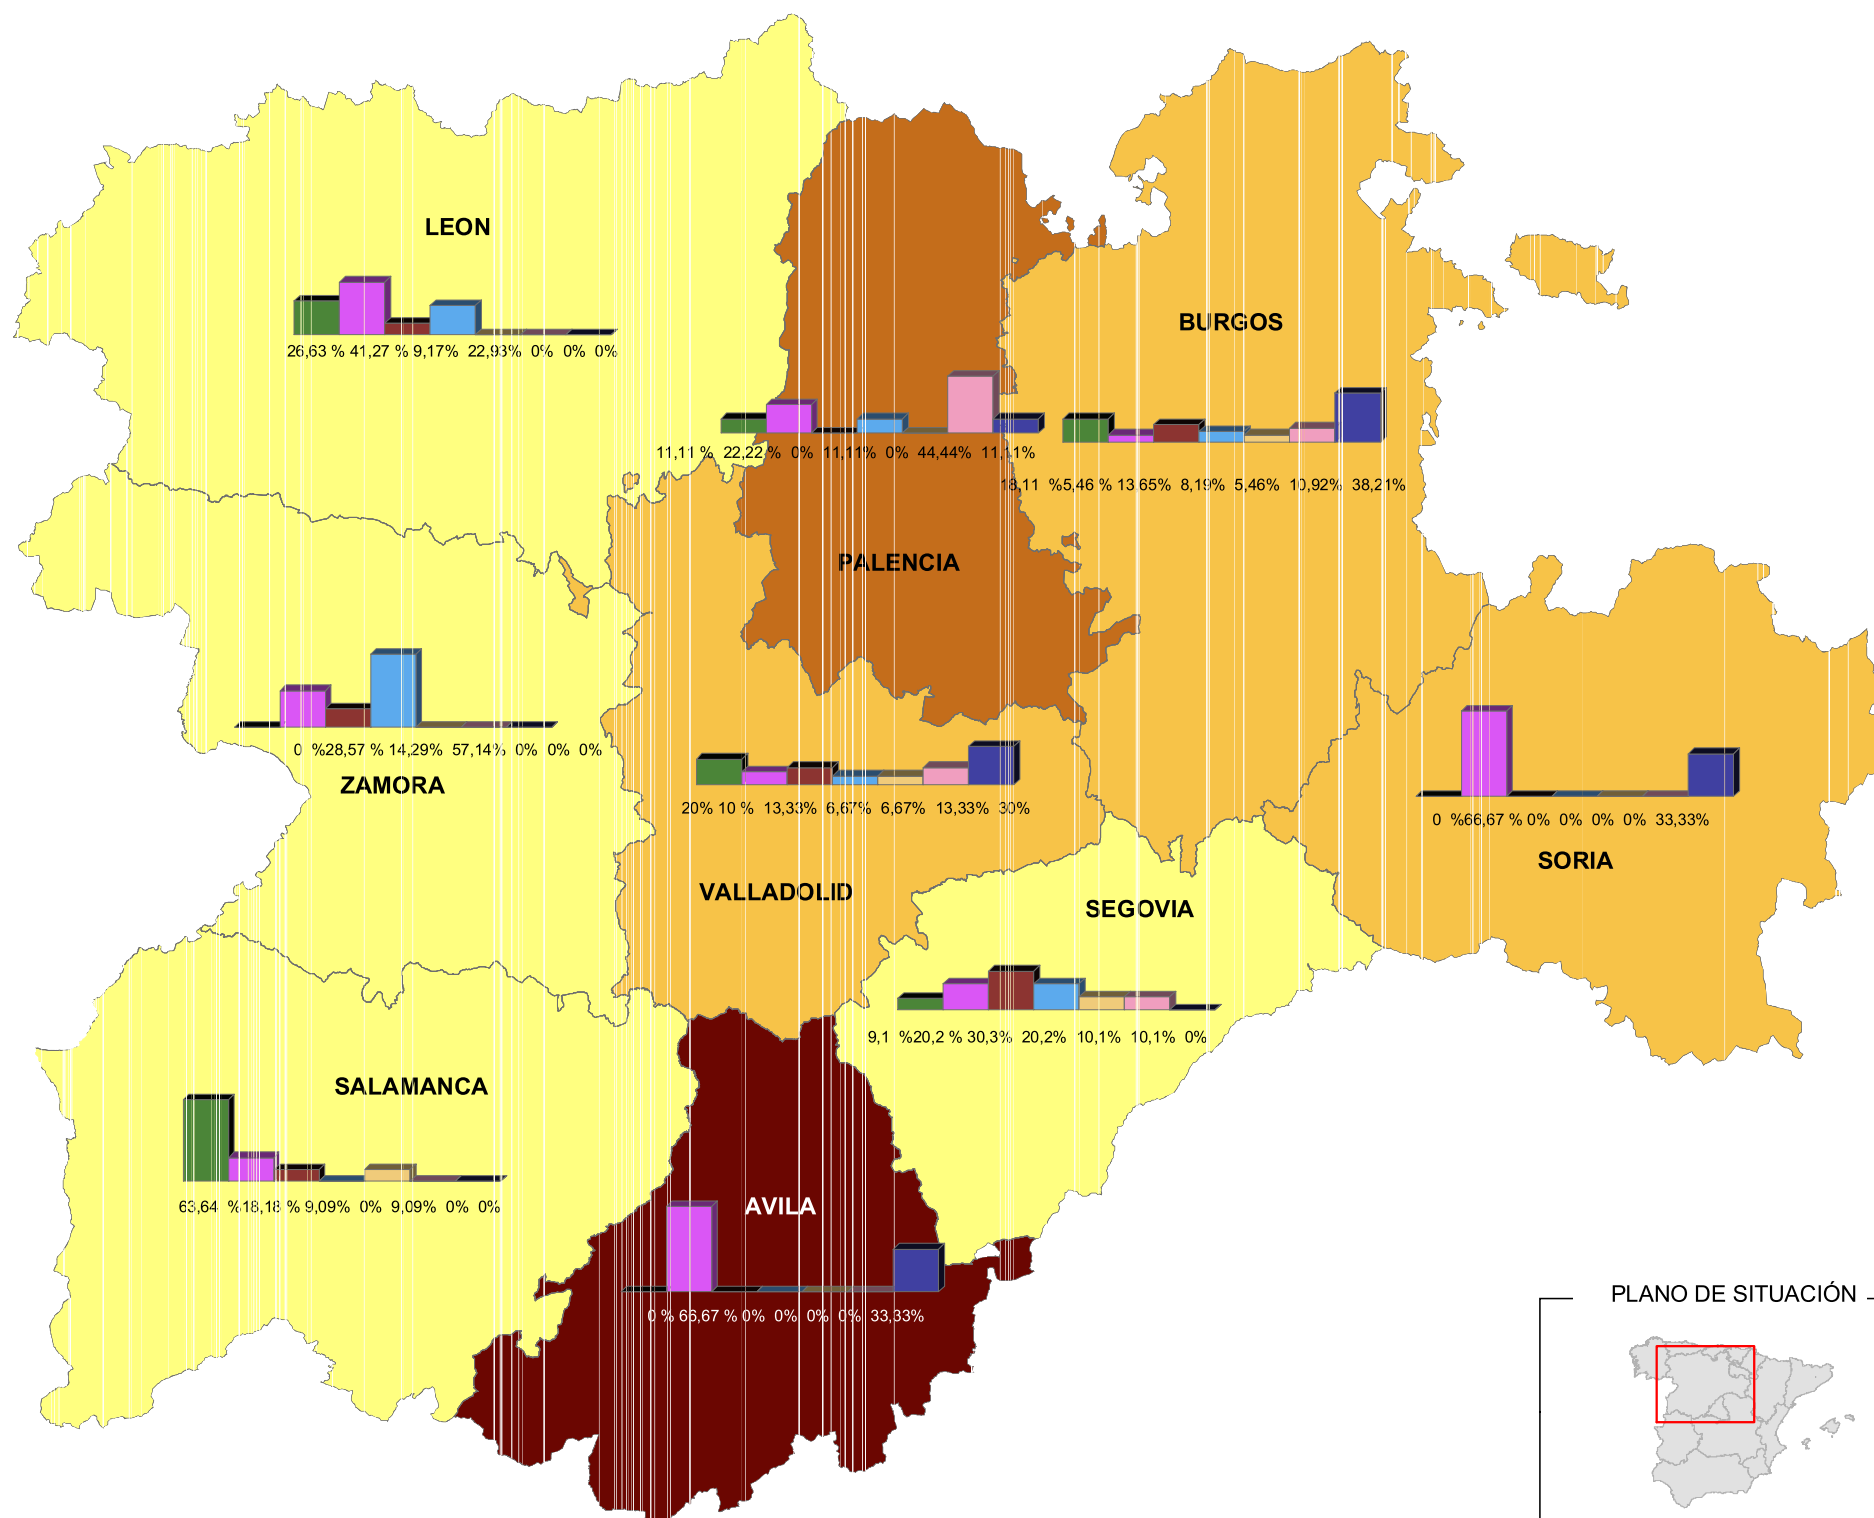 LEON
26,63 % 41,27 % 9,17% 22,93% 0% 0% 0%
BURGOS
18,11 %5,46 % 13,65% 8,19% 5,46% 10,92% 38,21%
11,11 % 22,22 % 0% 11,11% 0% 44,44% 11,11%
PALENCIA
0 %28,57 % 14,29% 57,14% 0% 0% 0%
ZAMORA
20% 10 % 13,33% 6,67% 6,67% 13,33% 30%
VALLADOLID
0 %66,67 % 0% 0% 0% 0% 33,33%
SORIA
SEGOVIA
9,1 %20,2 % 30,3% 20,2% 10,1% 10,1% 0%
SALAMANCA
63,64 %18,18 % 9,09% 0% 9,09% 0% 0%
AVILA
0 % 66,67 % 0% 0% 0% 0% 33,33%
PLANO DE SITUACIÓN